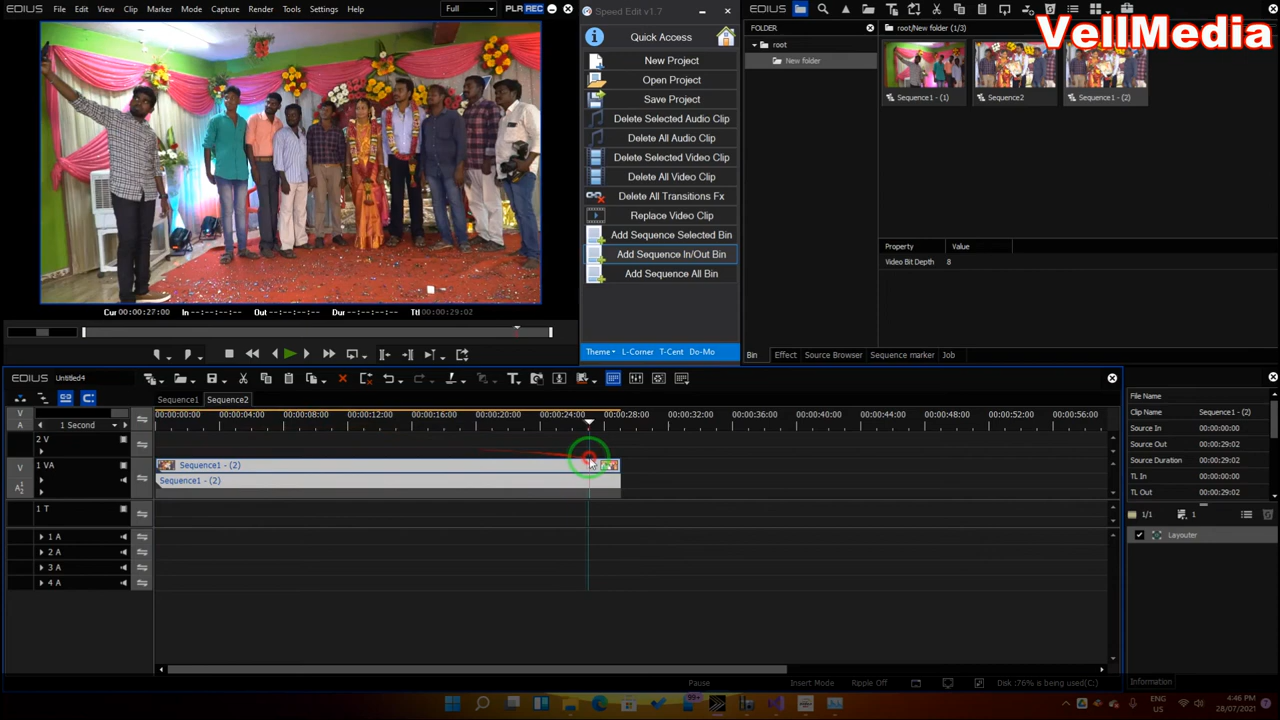 EDIUS File Edit View Clip Marker Mode Capture Render Tools Settings Help Full PLR REC
Cur 00:00:27:00 In --:--:--:-- Out --:--:--:-- Dur --:--:--:-- Ttl 00:00:29:02
Speed Edit v1.7
Quick Access
New Project
Open Project
Save Project
Delete Selected Audio Clip
Delete All Audio Clip
Delete Selected Video Clip
Delete All Video Clip
Delete All Transitions Fx
Replace Video Clip
Add Sequence Selected Bin
Add Sequence In/Out Bin
Add Sequence All Bin
Theme L-Corner T-Cent Do-Mo
EDIUS
VellMedia
FOLDER
root
New folder
root/New folder (1/3)
Sequence1 - (1) Sequence2 Sequence1 - (2)
Property Value
Video Bit Depth 8
Bin Effect Source Browser Sequence marker Job
EDIUS Untitled4
Sequence1 Sequence2
V
A
1 Second
00:00:00:00 00:00:04:00 00:00:08:00 00:00:12:00 00:00:16:00 00:00:20:00 00:00:24:00 00:00:28:00 00:00:32:00 00:00:36:00 00:00:40:00 00:00:44:00 00:00:48:00 00:00:52:00 00:00:56:00
2 V
V 1 VA Sequence1 - (2)
A12 Sequence1 - (2)
1 T
1 A
2 A
3 A
4 A
File Name
Clip Name Sequence1 - (2)
Source In 00:00:00:00
Source Out 00:00:29:02
Source Duration 00:00:29:02
TL In 00:00:00:00
TL Out 00:00:29:02
1/1 1
Layouter
Information
Pause Insert Mode Ripple Off Disk :76% is being used(C:)
99+
ENG
US
4:46 PM
28/07/2021